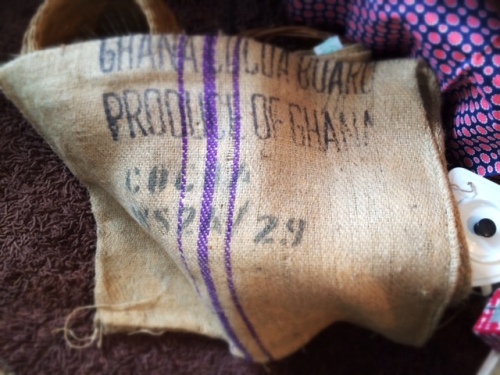 GHANA COCOA BOARD
PRODUCE OF GHANA
COCOA
/29